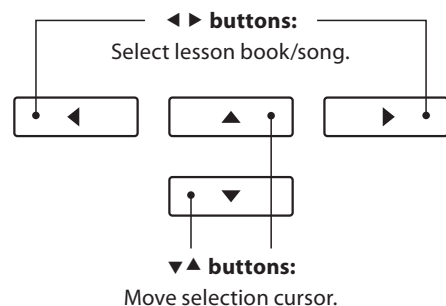 ◀ ▶ buttons:
Select lesson book/song.
◀ ▲ ▶
▼
▼▲ buttons:
Move selection cursor.